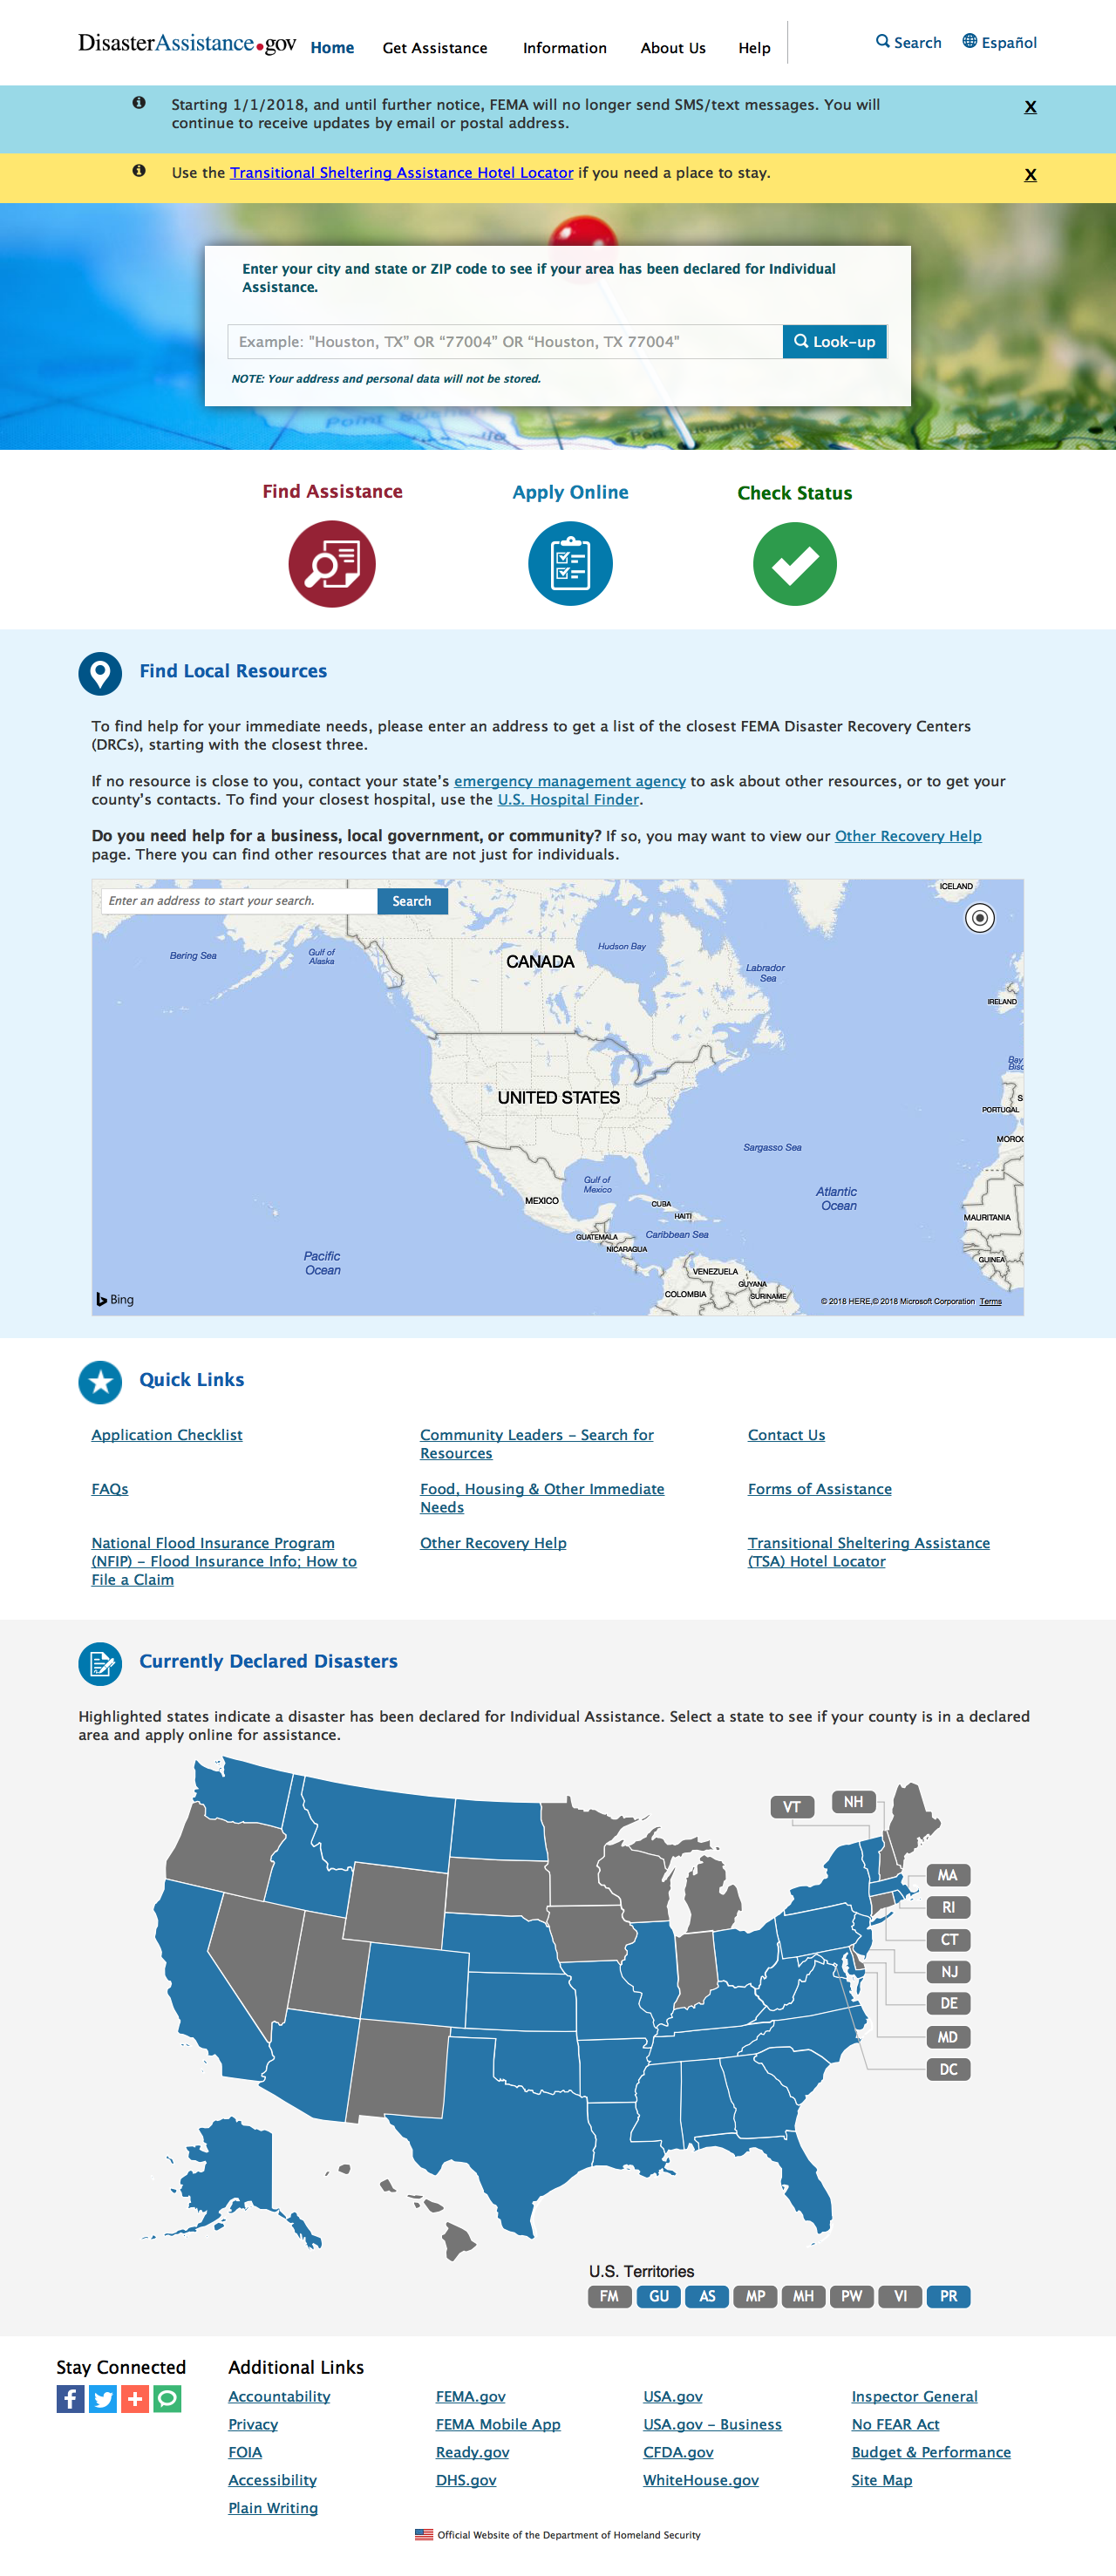 DisasterAssistance.gov
Home Get Assistance Information About Us Help
Search Español
Starting 1/1/2018, and until further notice, FEMA will no longer send SMS/text messages. You will
continue to receive updates by email or postal address.
X
Use the Transitional Sheltering Assistance Hotel Locator if you need a place to stay.
X
Enter your city and state or ZIP code to see if your area has been declared for Individual
Assistance.
Example: "Houston, TX" OR “77004” OR “Houston, TX 77004"
Look-up
NOTE: Your address and personal data will not be stored.
Find Assistance
Apply Online
Check Status
Find Local Resources
To find help for your immediate needs, please enter an address to get a list of the closest FEMA Disaster Recovery Centers
(DRCs), starting with the closest three.
If no resource is close to you, contact your state’s emergency management agency to ask about other resources, or to get your
county’s contacts. To find your closest hospital, use the U.S. Hospital Finder.
Do you need help for a business, local government, or community? If so, you may want to view our Other Recovery Help
page. There you can find other resources that are not just for individuals.
Enter an address to start your search.
Search
ICELAND
Bering Sea
Gulf of
Alaska
Hudson Bay
CANADA
Labrador
Sea
IRELAND
Bay
UNITED STATES
PORTUGAL
Sargasso Sea
Gulf of
Mexico
MEXICO
Atlantic
Ocean
CUBA
HAITI
MAURITANIA
GUATEMALA
Caribbean Sea
NICARAGUA
Pacific
Ocean
GUINEA
VENEZUELA
GUYANA
COLOMBIA
SURINAME
Bing
© 2018 HERE,© 2018 Microsoft Corporation Terms
Quick Links
Application Checklist
Community Leaders – Search for
Resources
Contact Us
FAQs
Food, Housing & Other Immediate
Needs
Forms of Assistance
National Flood Insurance Program
(NFIP) – Flood Insurance Info; How to
File a Claim
Other Recovery Help
Transitional Sheltering Assistance
(TSA) Hotel Locator
Currently Declared Disasters
Highlighted states indicate a disaster has been declared for Individual Assistance. Select a state to see if your county is in a declared
area and apply online for assistance.
VT
NH
MA
RI
CT
NJ
DE
MD
DC
U.S. Territories
FM GU AS MP MH PW VI PR
Stay Connected
Additional Links
Accountability
Privacy
FOIA
Accessibility
Plain Writing
FEMA.gov
FEMA Mobile App
Ready.gov
DHS.gov
USA.gov
USA.gov – Business
CFDA.gov
WhiteHouse.gov
Inspector General
No FEAR Act
Budget & Performance
Site Map
Official Website of the Department of Homeland Security